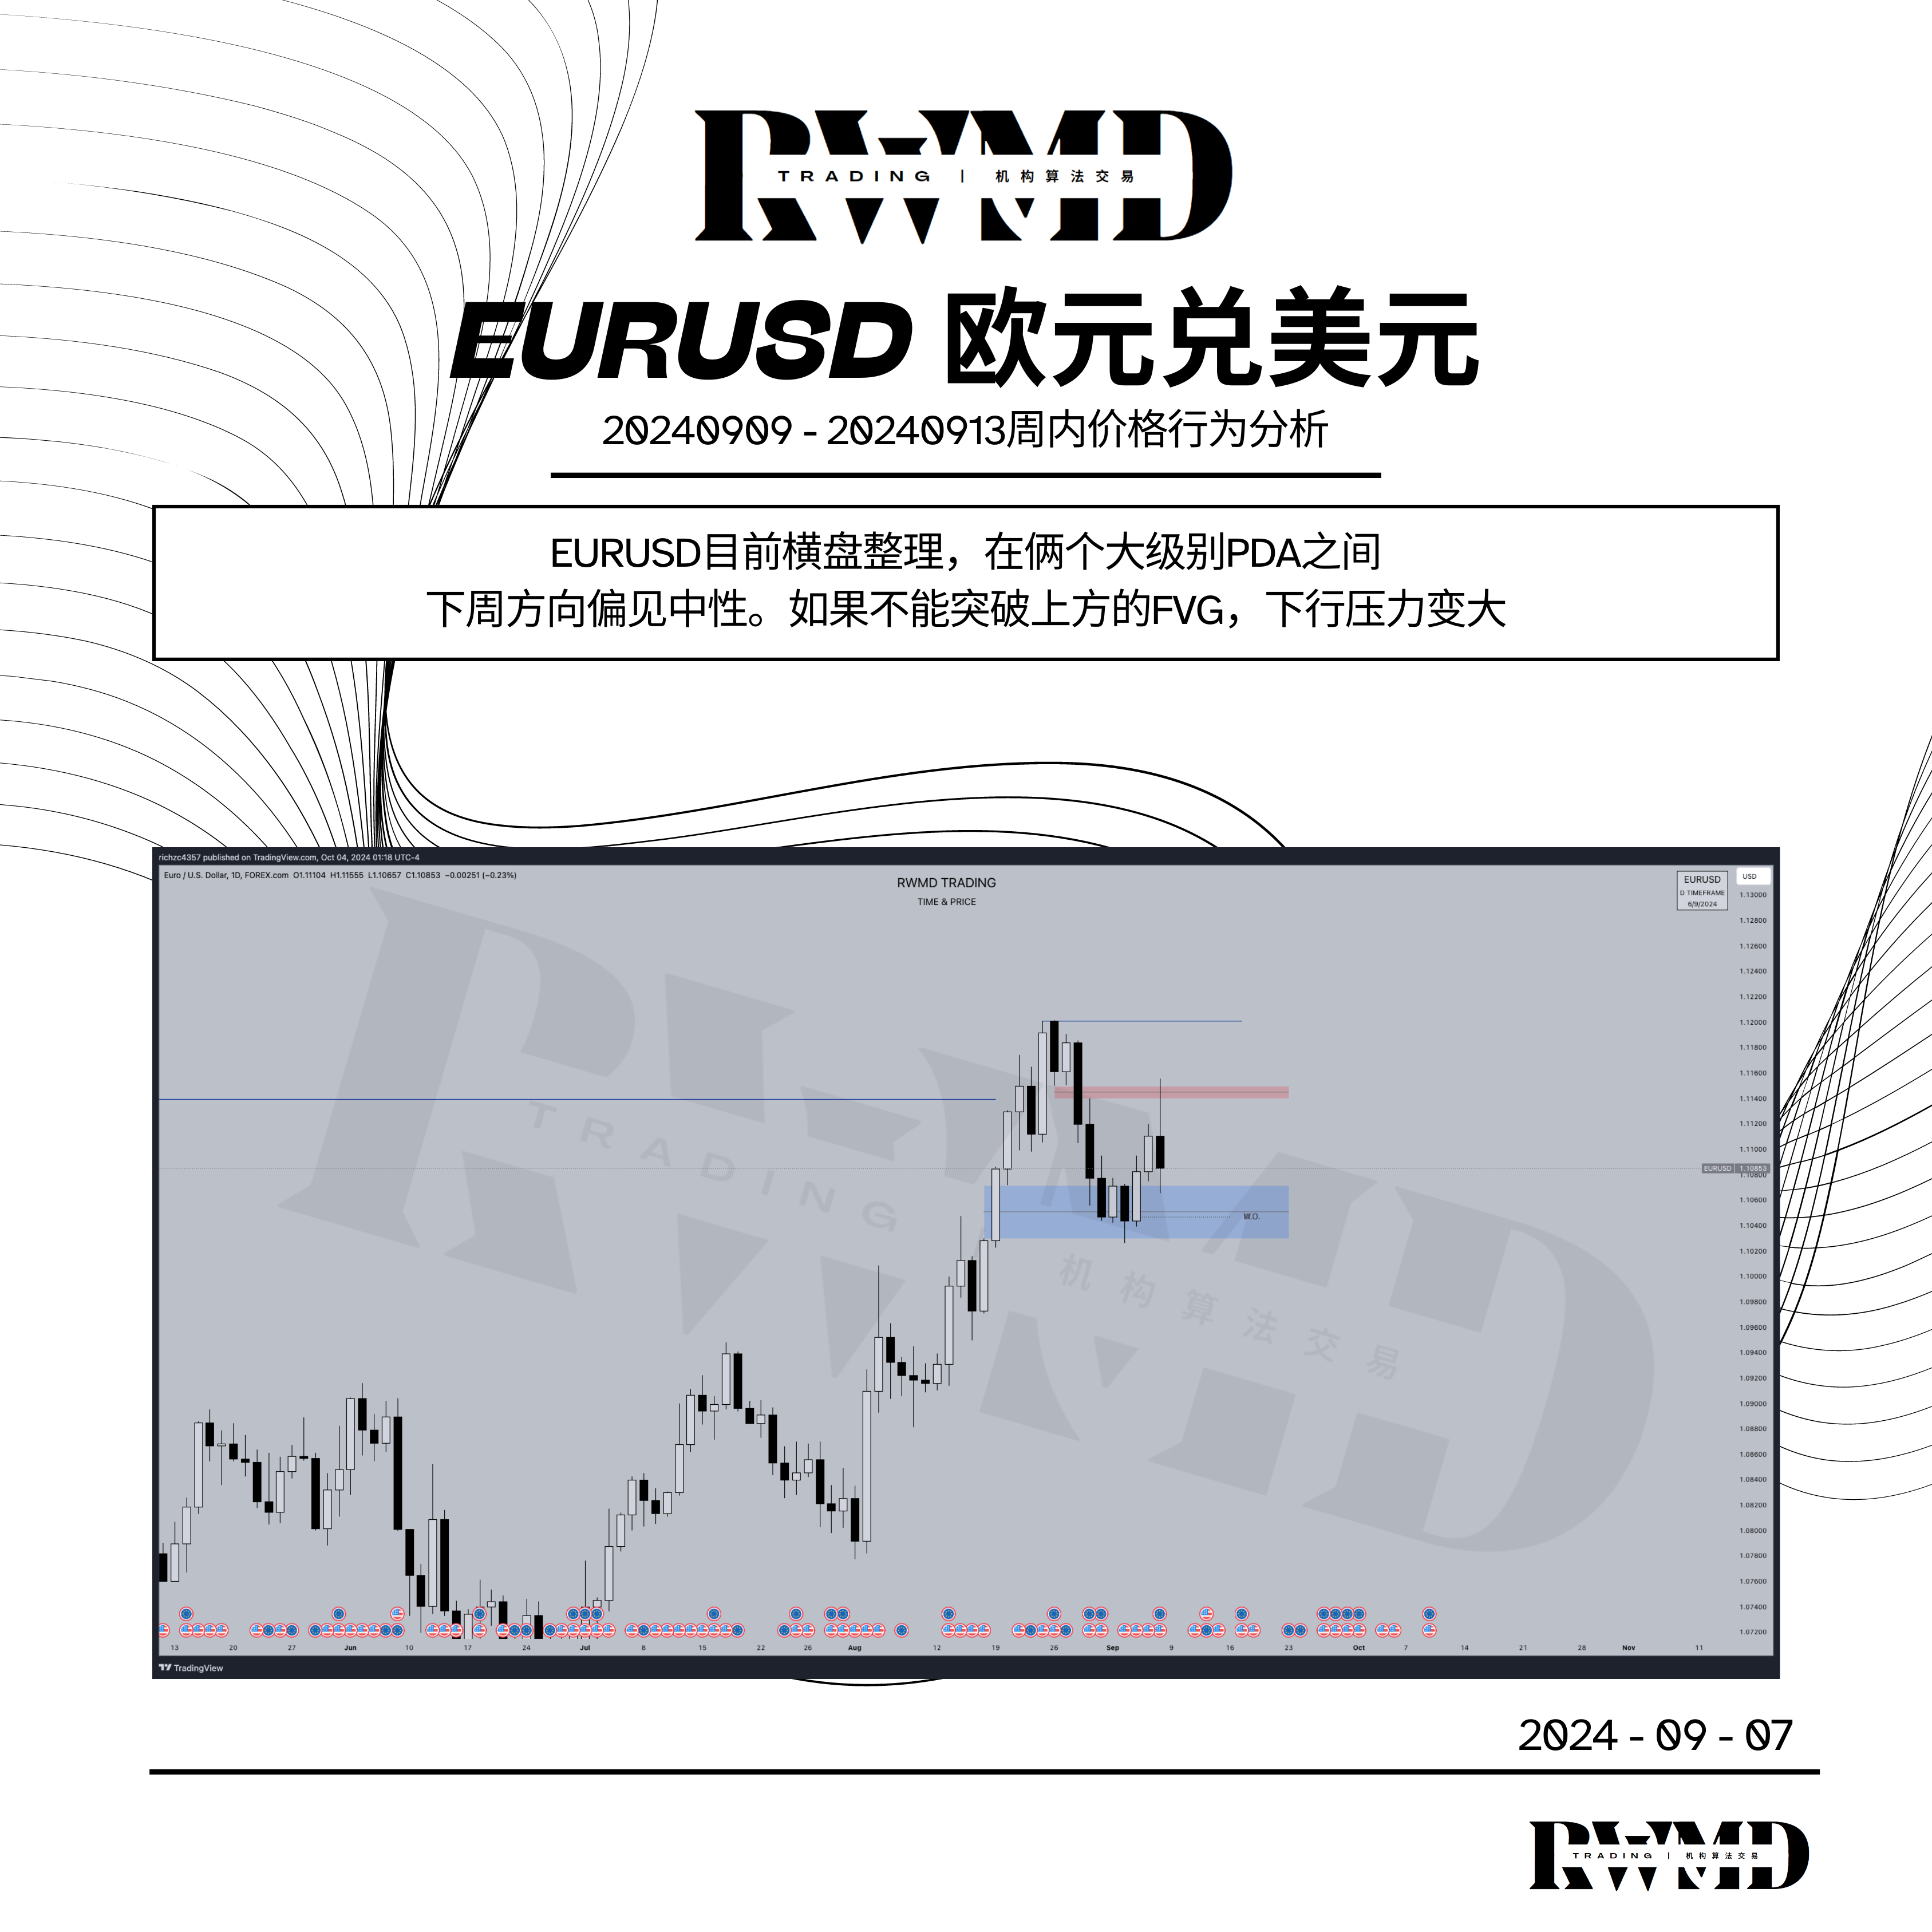 RWMD
TRADING | 机构算法交易
EURUSD 欧元兑美元
20240909 - 20240913周内价格行为分析
EURUSD目前横盘整理，在俩个大级别PDA之间
下周方向偏见中性。如果不能突破上方的FVG，下行压力变大
richzc4357 published on TradingView.com, Oct 04, 2024 01:18 UTC-4
Euro / U.S. Dollar, 1D, FOREX.com O1.11104 H1.11555 L1.10657 C1.10853 −0.00251 (−0.23%)
RWMD TRADING
TIME & PRICE
EURUSD
D TIMEFRAME
6/9/2024
USD
1.13000
1.12800
1.12600
1.12400
1.12200
1.12000
1.11800
1.11600
1.11400
1.11200
1.11000
EURUSD 1.10853
1.10800
1.10600
1.10400
1.10200
1.10000
1.09800
1.09600
1.09400
1.09200
1.09000
1.08800
1.08600
1.08400
1.08200
1.08000
1.07800
1.07600
1.07400
1.07200
RWMD
TRADING
机构算法交易
13 20 27 Jun 10 17 24 Jul 8 15 22 26 Aug 12 19 26 Sep 9 16 23 Oct 7 14 21 28 Nov 11
TradingView
2024 - 09 - 07
RWMD
TRADING | 机构算法交易